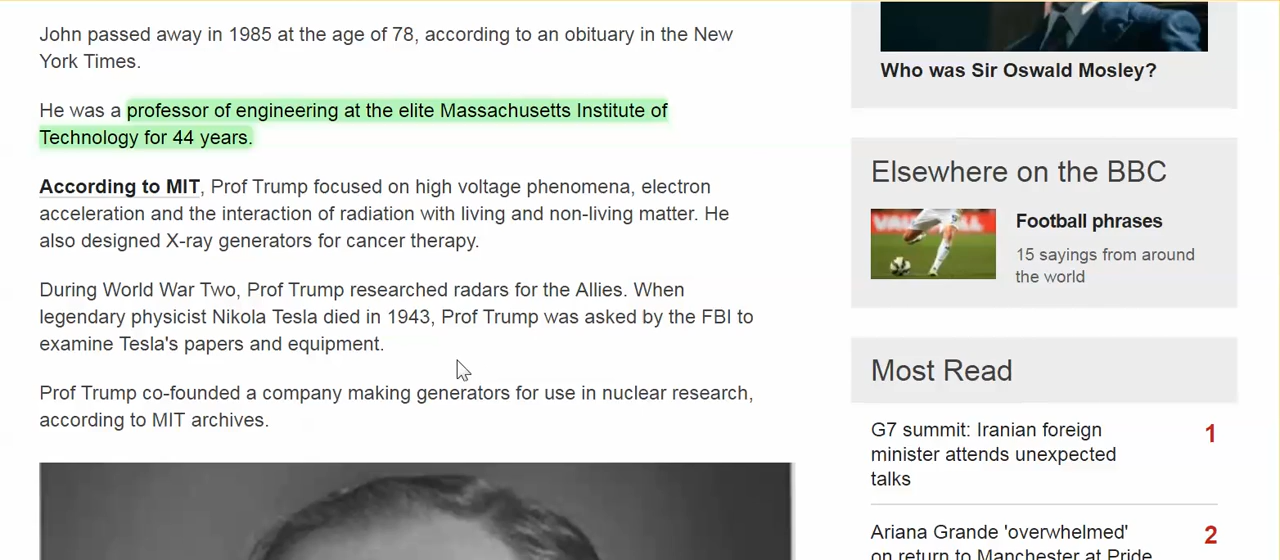 John passed away in 1985 at the age of 78, according to an obituary in the New
York Times.
He was a professor of engineering at the elite Massachusetts Institute of
Technology for 44 years.
According to MIT, Prof Trump focused on high voltage phenomena, electron
acceleration and the interaction of radiation with living and non-living matter. He
also designed X-ray generators for cancer therapy.
During World War Two, Prof Trump researched radars for the Allies. When
legendary physicist Nikola Tesla died in 1943, Prof Trump was asked by the FBI to
examine Tesla's papers and equipment.
Prof Trump co-founded a company making generators for use in nuclear research,
according to MIT archives.
Who was Sir Oswald Mosley?
Elsewhere on the BBC
Football phrases
15 sayings from around
the world
Most Read
G7 summit: Iranian foreign
minister attends unexpected
talks
1
Ariana Grande 'overwhelmed'
on return to Manchester at Pride
2